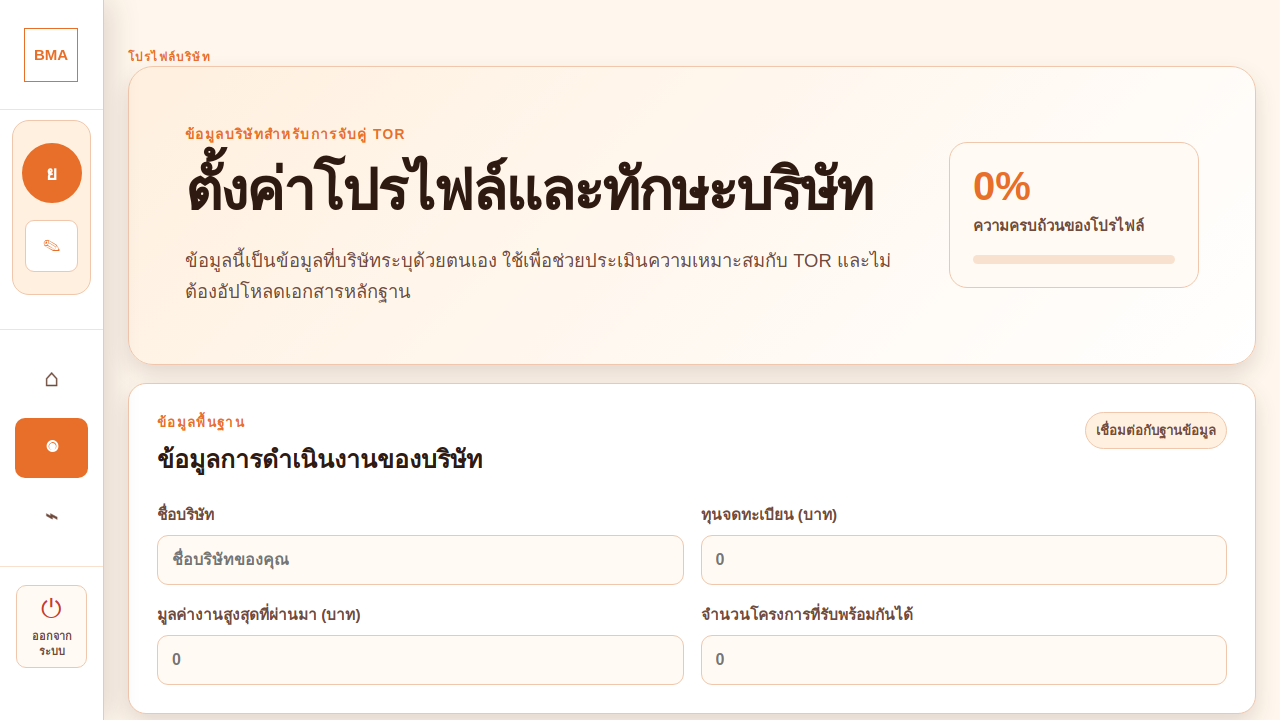 BMA
ย
ออกจาก
ระบบ
โปรไฟล์บริษัท
ข้อมูลบริษัทสำหรับการจับคู่ TOR
ตั้งค่าโปรไฟล์และทักษะบริษัท
ข้อมูลนี้เป็นข้อมูลที่บริษัทระบุด้วยตนเอง ใช้เพื่อช่วยประเมินความเหมาะสมกับ TOR และไม่
ต้องอัปโหลดเอกสารหลักฐาน
0%
ความครบถ้วนของโปรไฟล์
ข้อมูลพื้นฐาน
ข้อมูลการดำเนินงานของบริษัท
เชื่อมต่อกับฐานข้อมูล
ชื่อบริษัท
ชื่อบริษัทของคุณ
ทุนจดทะเบียน (บาท)
0
มูลค่างานสูงสุดที่ผ่านมา (บาท)
0
จำนวนโครงการที่รับพร้อมกันได้
0